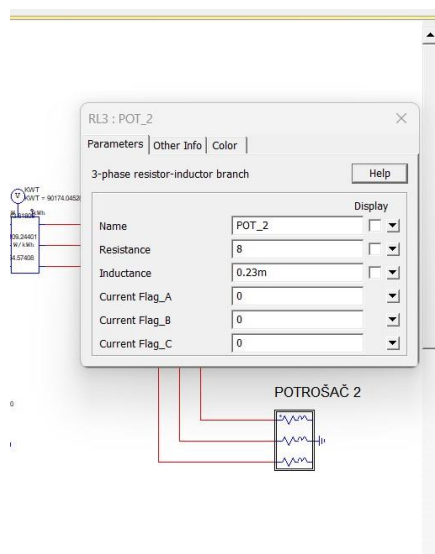 RL3 : POT_2
Parameters
Other Info
Color
3-phase resistor-inductor branch
Help
Display
Name
POT_2
Resistance
8
Inductance
0.23m
Current Flag_A
0
Current Flag_B
0
Current Flag_C
0
V
KWT
POTROŠAČ 2